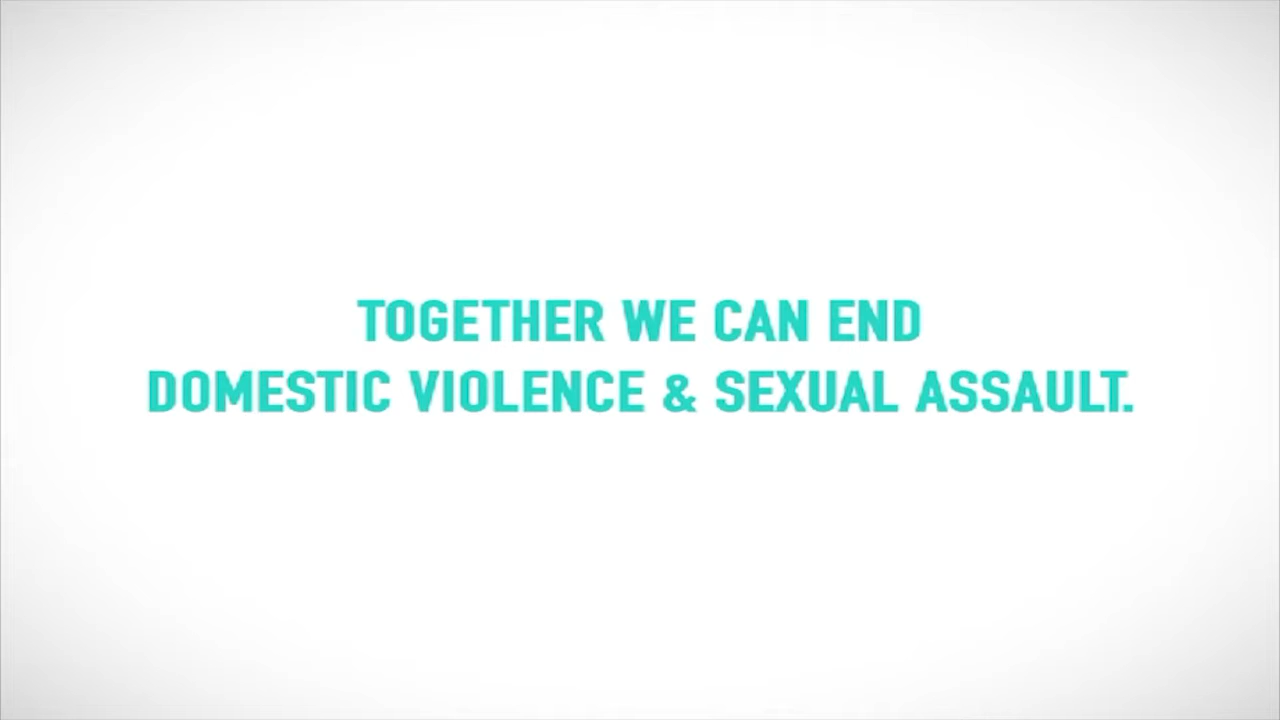 TOGETHER WE CAN END
DOMESTIC VIOLENCE & SEXUAL ASSAULT.